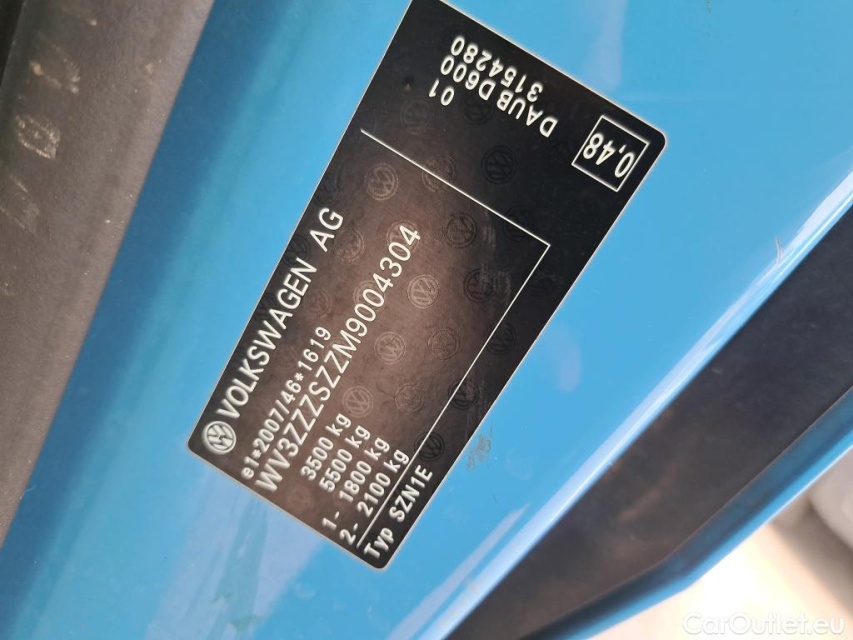 VOLKSWAGEN AG
e1*2007/46*1619
WV3ZZZSZZM9004304
3500 kg
5500 kg
1- 1800 kg
2- 2100 kg
Typ SZN1E
01
DAUB D600
3154280
0,48
CarOutlet.eu